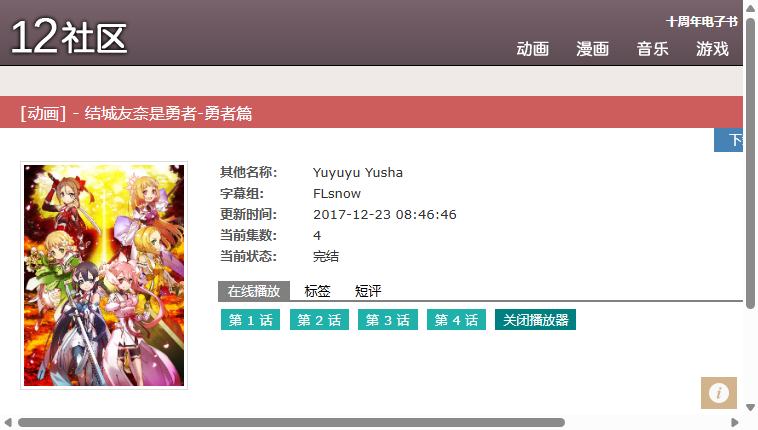 12社区
十周年电子书
动画 漫画 音乐 游戏
[动画] - 结城友奈是勇者-勇者篇
其他名称: Yuyuyu Yusha
字幕组: FLsnow
更新时间: 2017-12-23 08:46:46
当前集数: 4
当前状态: 完结
在线播放 标签 短评
第 1 话 第 2 话 第 3 话 第 4 话 关闭播放器